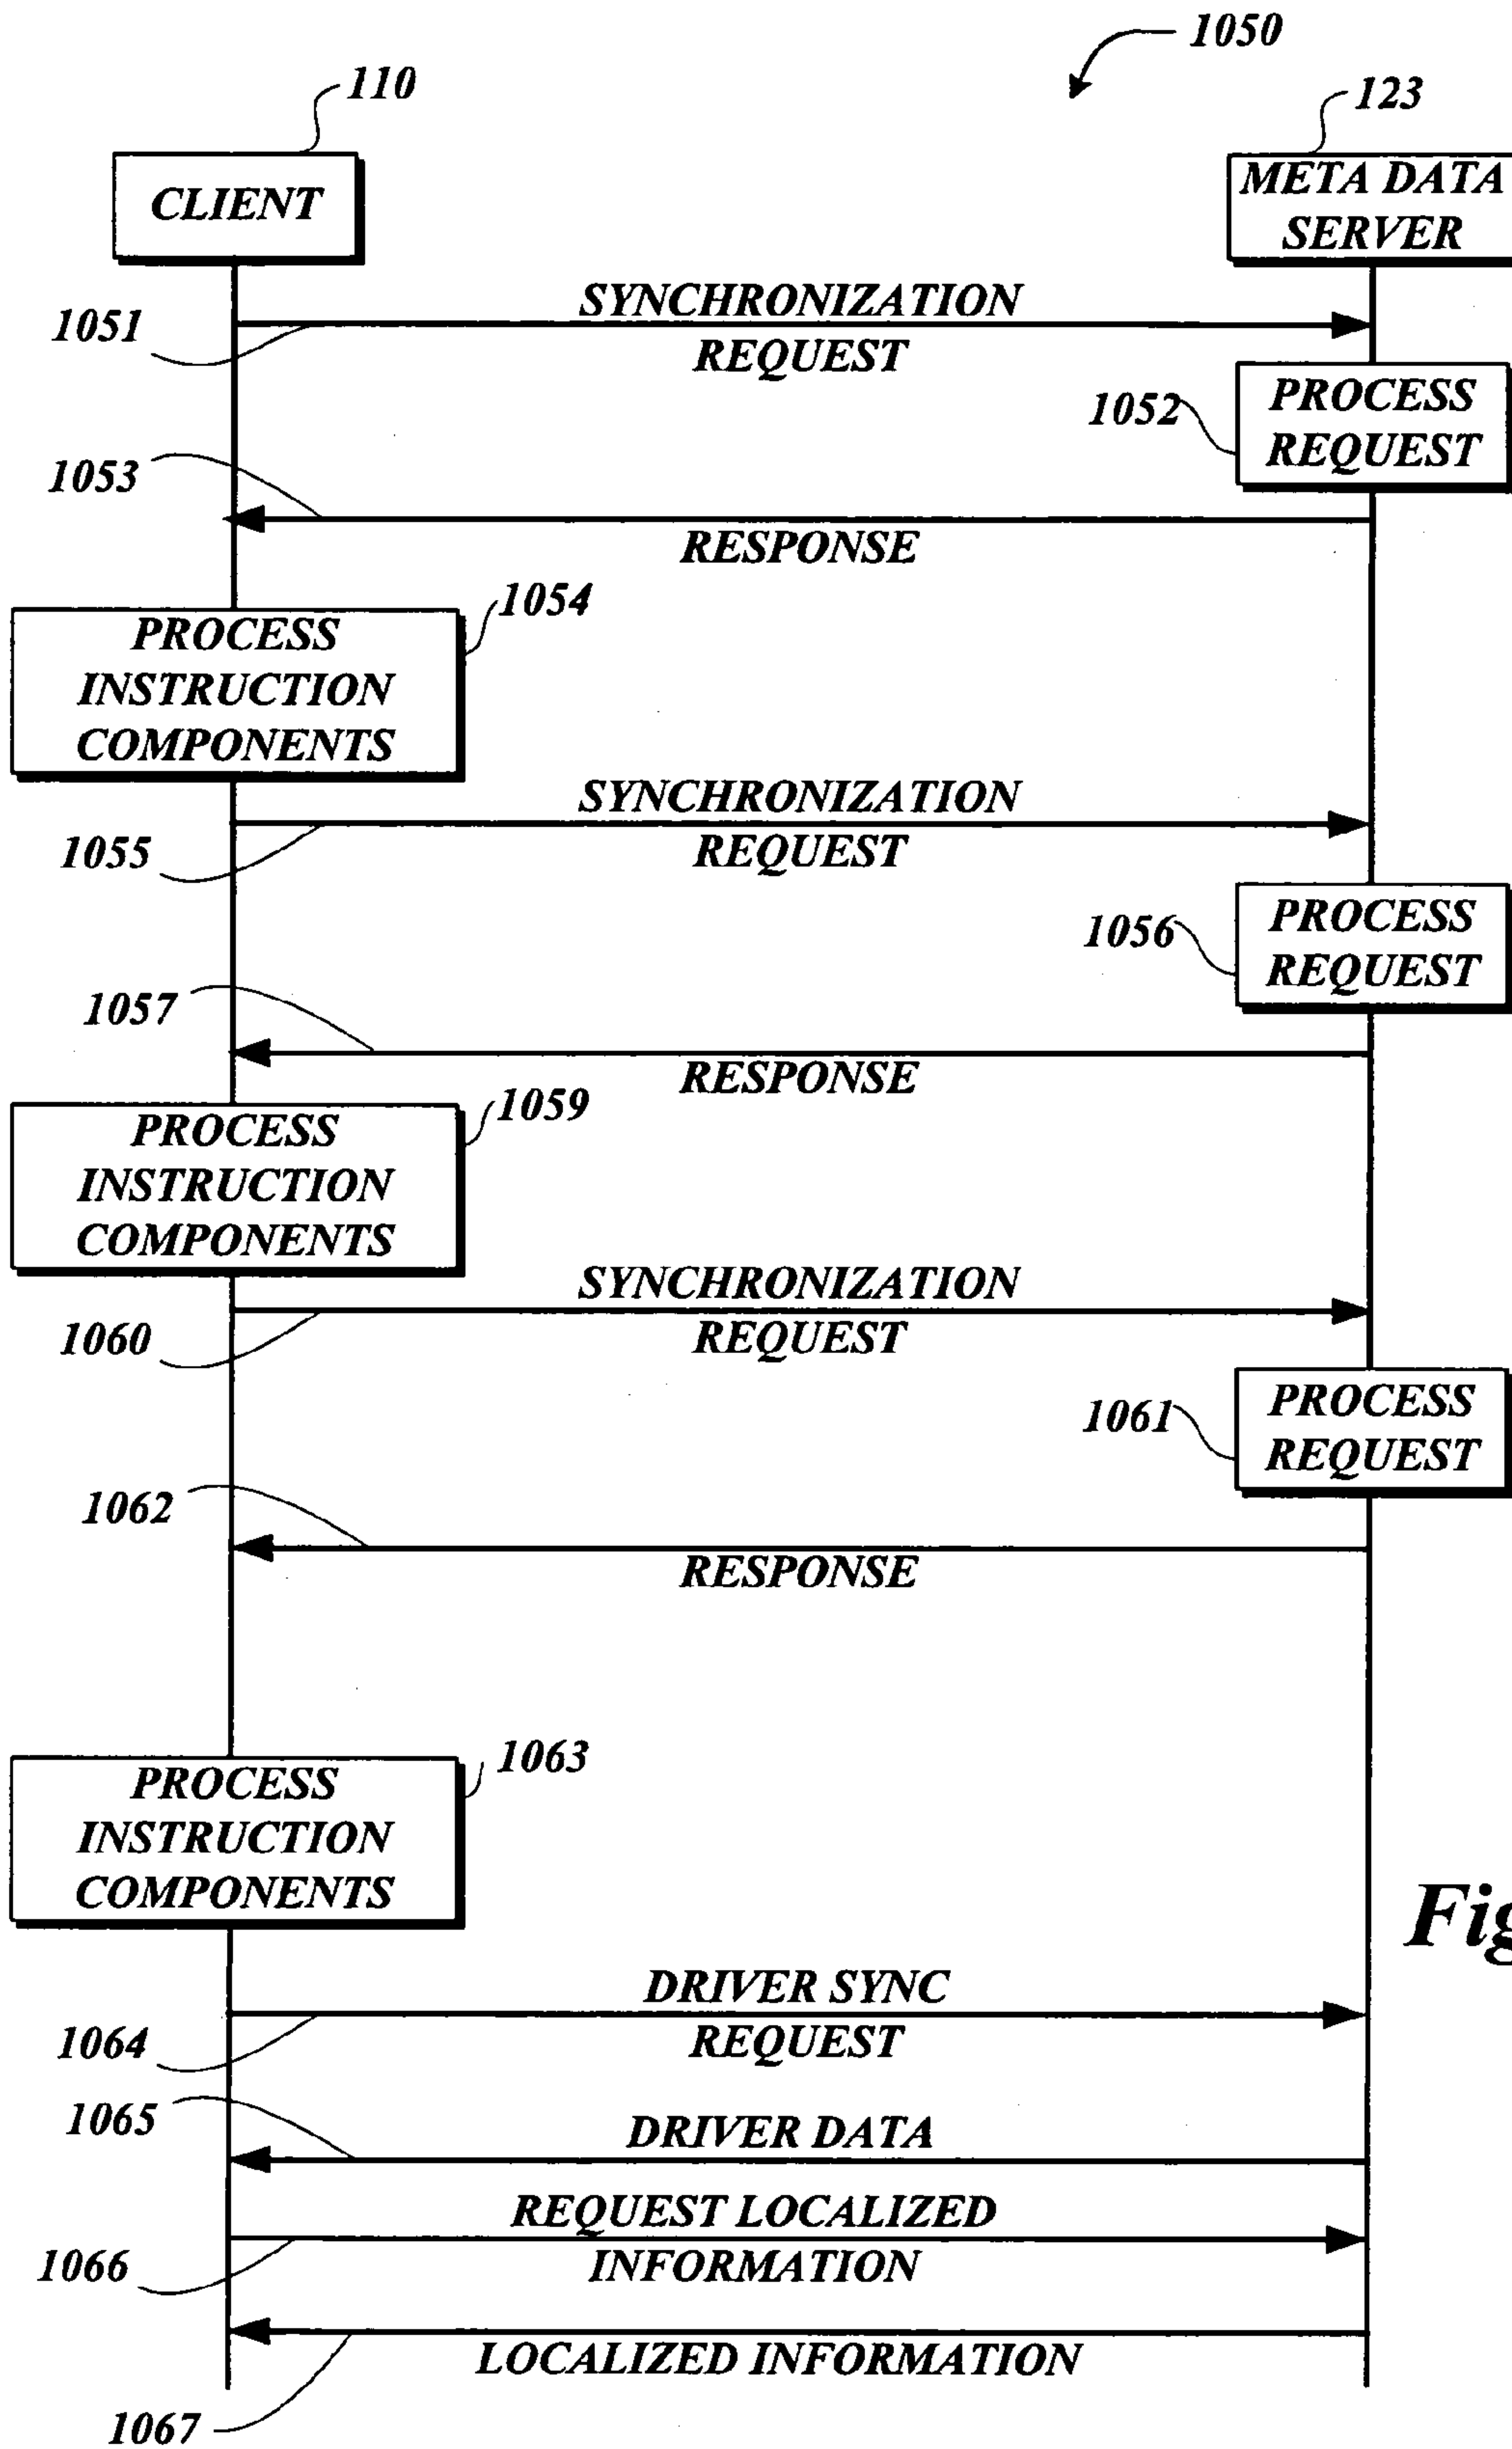 1050
110
123
CLIENT
META DATA
SERVER
SYNCHRONIZATION
1051
REQUEST
PROCESS
1052
REQUEST
1053
RESPONSE
1054
PROCESS
INSTRUCTION
COMPONENTS
SYNCHRONIZATION
1055
REQUEST
PROCESS
1056
REQUEST
1057
RESPONSE
1059
PROCESS
INSTRUCTION
COMPONENTS
SYNCHRONIZATION
1060
REQUEST
PROCESS
1061
REQUEST
1062
RESPONSE
1063
PROCESS
INSTRUCTION
COMPONENTS
Fig
DRIVER SYNC
1064
REQUEST
1065
DRIVER DATA
REQUEST LOCALIZED
1066
INFORMATION
LOCALIZED INFORMATION
1067